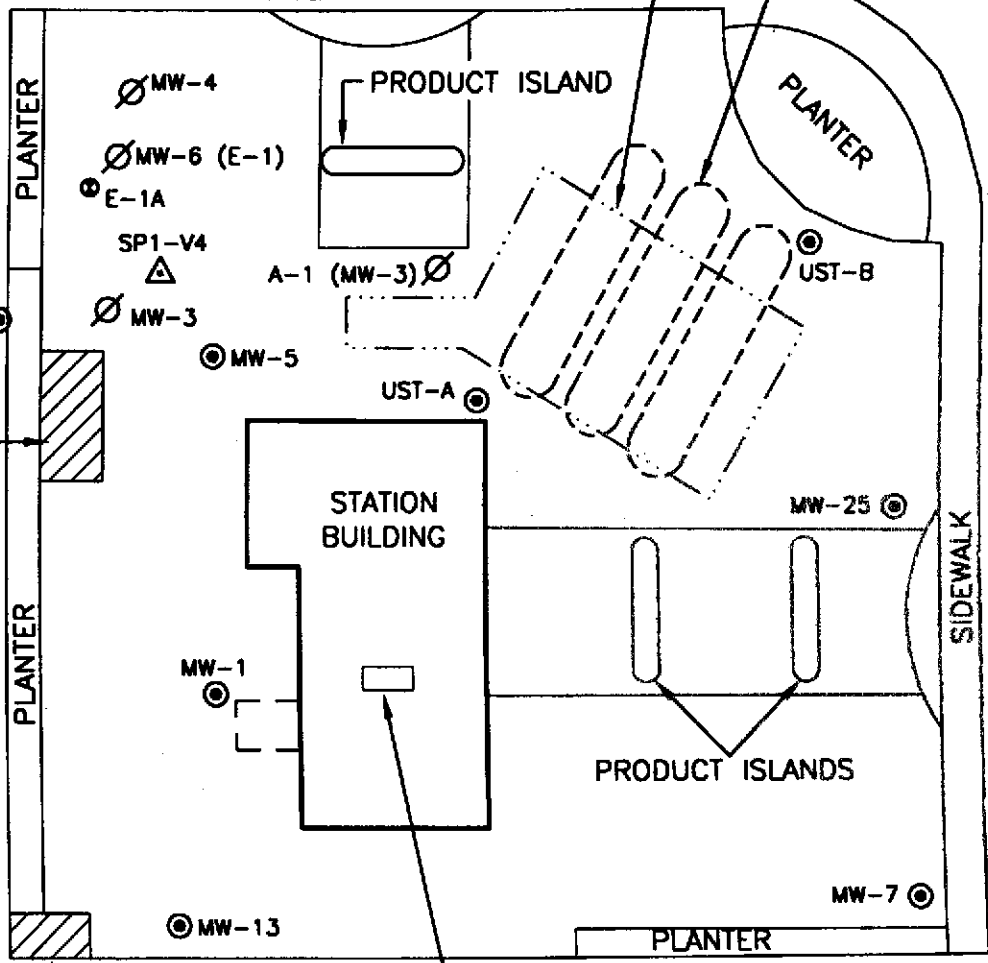 MW-4
PRODUCT ISLAND
PLANTER
PLANTER
MW-6 (E-1)
E-1A
SP1-V4
A-1 (MW-3)
UST-B
MW-3
MW-5
UST-A
STATION
BUILDING
MW-25
SIDEWALK
PLANTER
MW-1
PRODUCT ISLANDS
MW-7
MW-13
PLANTER